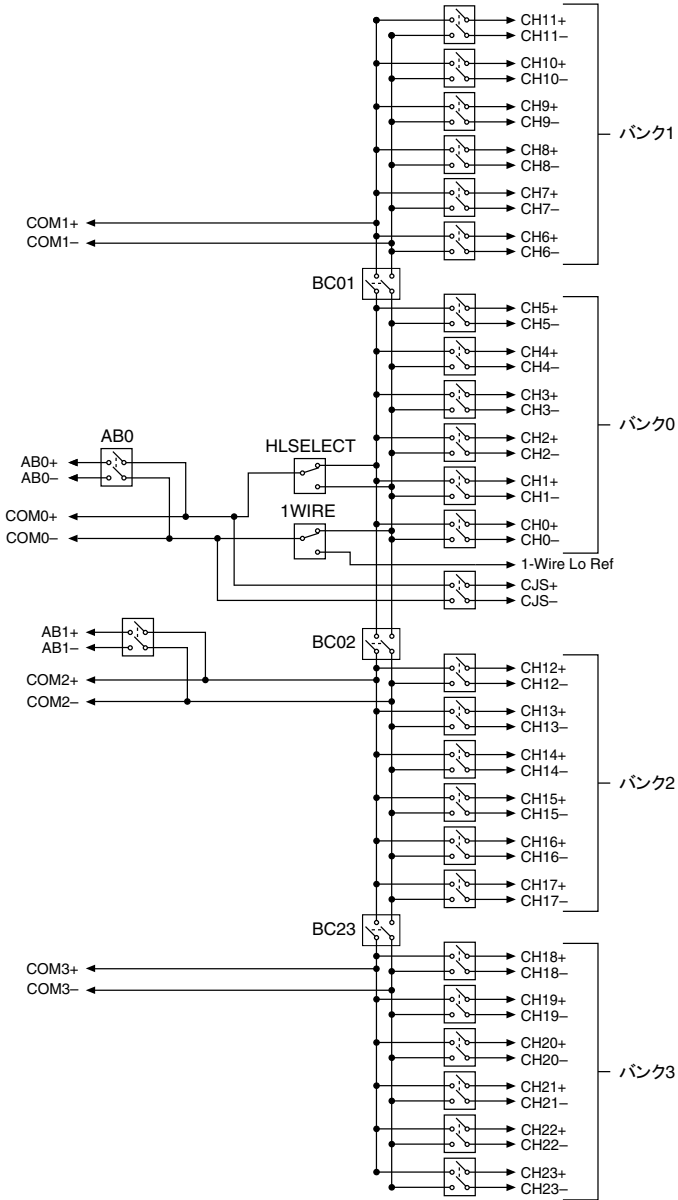 CH11+
CH11–
CH10+
CH10–
CH9+
CH9–
CH8+
CH8–
バンク1
CH7+
CH7–
COM1+
COM1–
CH6+
CH6–
BC01
CH5+
CH5–
CH4+
CH4–
CH3+
CH3–
バンク0
AB0
HLSELECT
CH2+
CH2–
AB0+
AB0–
CH1+
CH1–
COM0+
COM0–
1WIRE
CH0+
CH0–
1-Wire Lo Ref
CJS+
CJS–
AB1+
AB1–
BC02
COM2+
COM2–
CH12+
CH12–
CH13+
CH13–
CH14+
CH14–
バンク2
CH15+
CH15–
CH16+
CH16–
CH17+
CH17–
BC23
COM3+
COM3–
CH18+
CH18–
CH19+
CH19–
CH20+
CH20–
バンク3
CH21+
CH21–
CH22+
CH22–
CH23+
CH23–